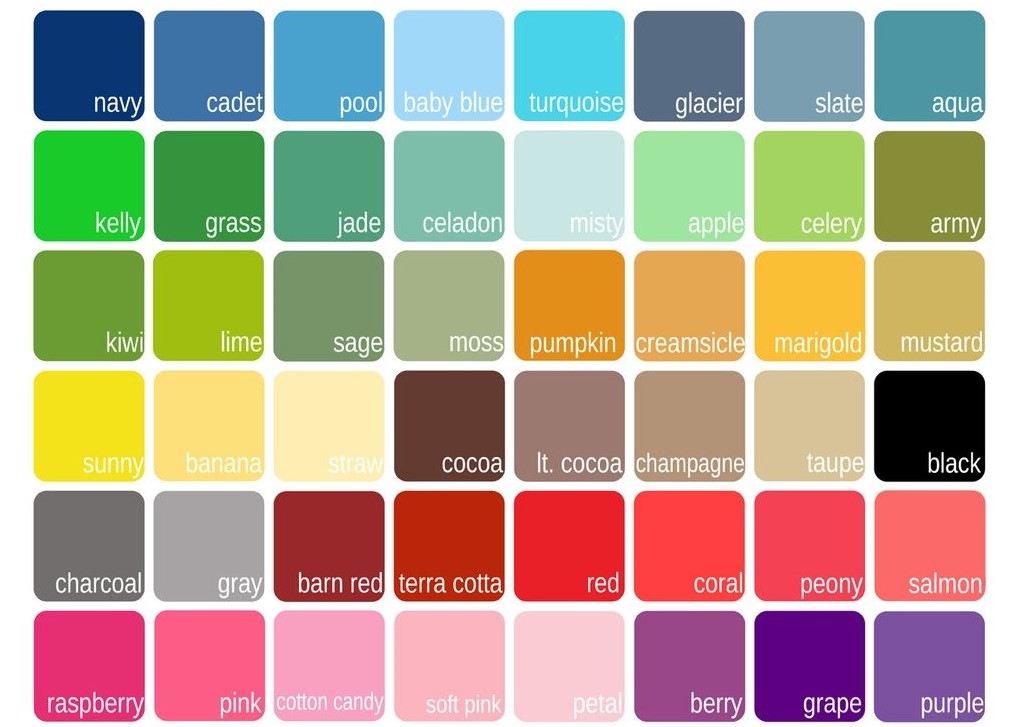 navy cadet pool baby blue turquoise glacier slate aqua
kelly grass jade celadon misty apple celery army
kiwi lime sage moss pumpkin creamsicle marigold mustard
sunny banana straw cocoa lt. cocoa champagne taupe black
charcoal gray barn red terra cotta red coral peony salmon
raspberry pink cotton candy soft pink petal berry grape purple